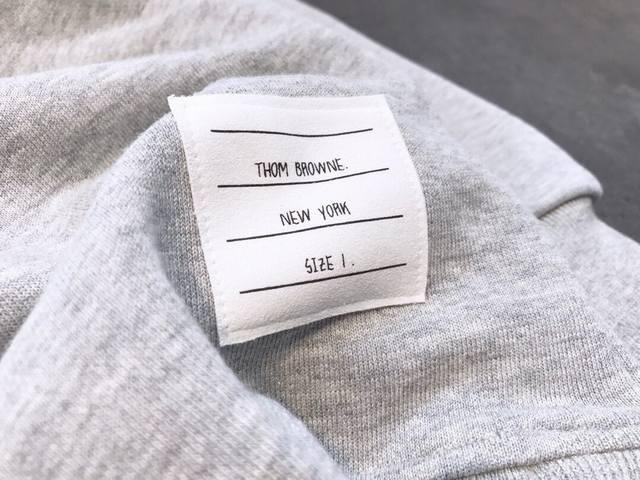 THOM BROWNE.
NEW YORK
SIZE 1.